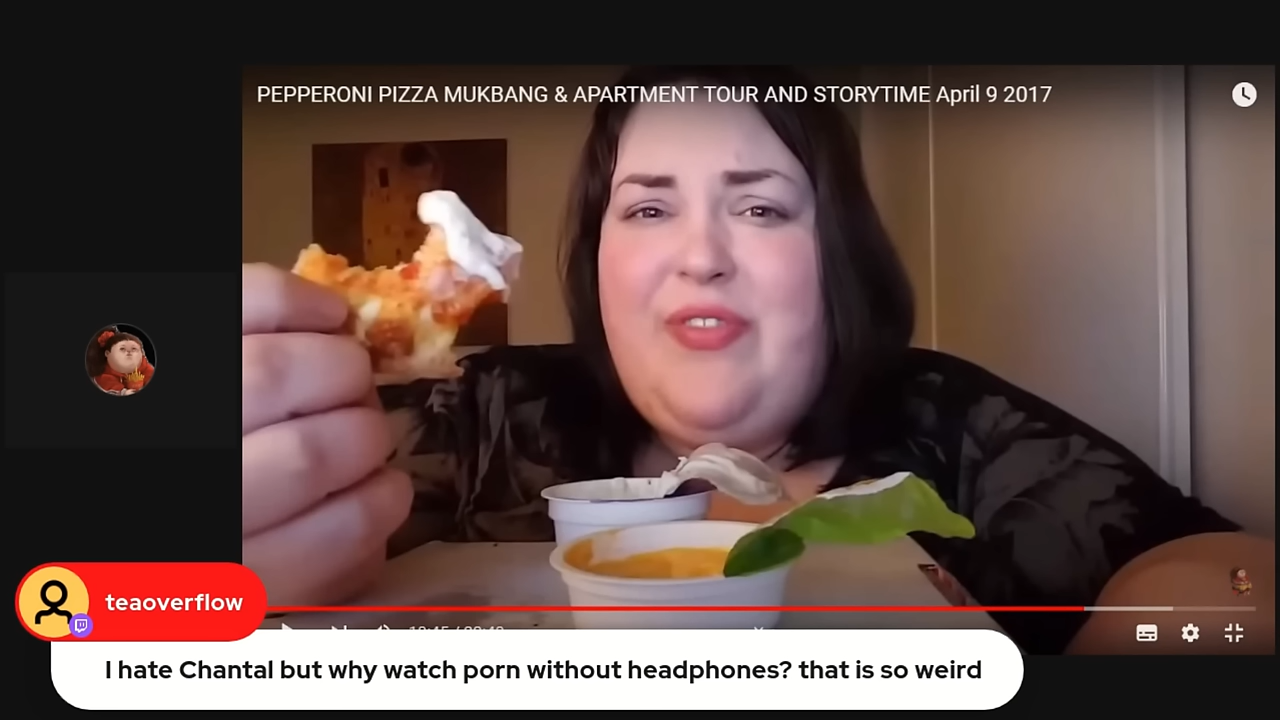 PEPPERONI PIZZA MUKBANG & APARTMENT TOUR AND STORYTIME April 9 2017
teaoverflow
I hate Chantal but why watch porn without headphones? that is so weird